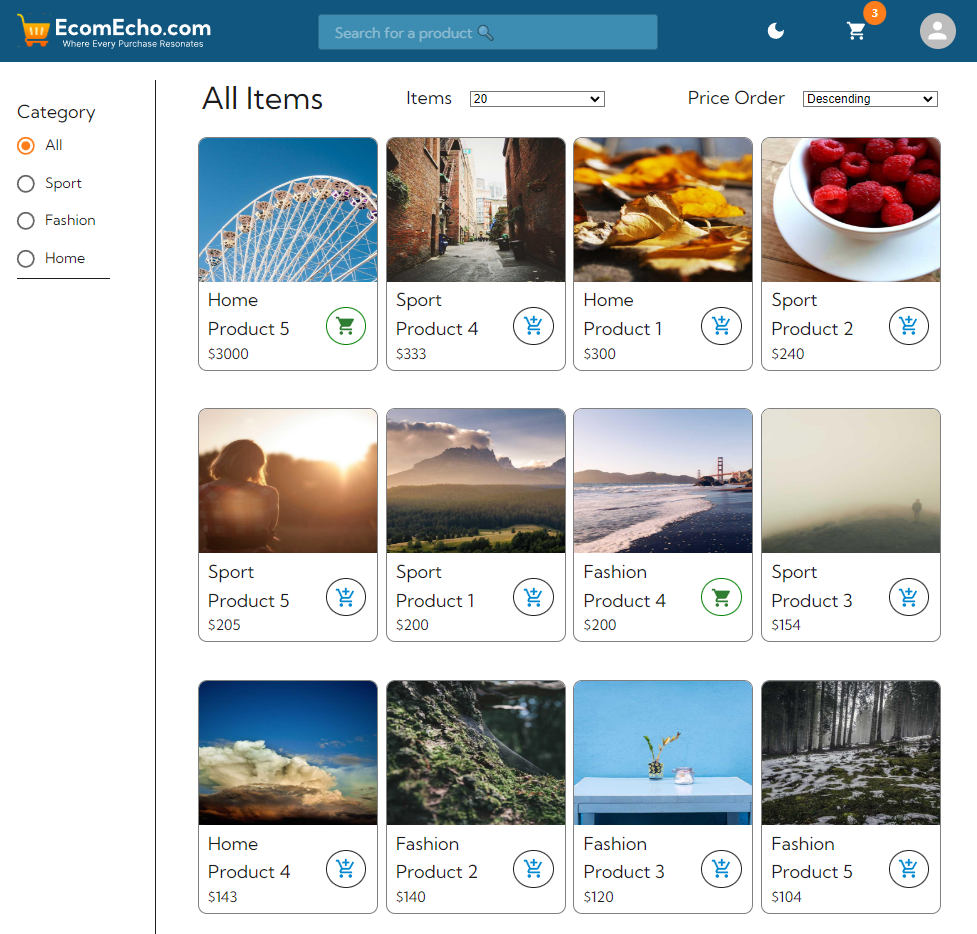 EcomEcho.com
Where Every Purchase Resonates
Search for a product
3
Category
All
Sport
Fashion
Home
All Items
Items
20
Price Order
Descending
Home
Product 5
$3000
Sport
Product 4
$333
Home
Product 1
$300
Sport
Product 2
$240
Sport
Product 5
$205
Sport
Product 1
$200
Fashion
Product 4
$200
Sport
Product 3
$154
Home
Product 4
$143
Fashion
Product 2
$140
Fashion
Product 3
$120
Fashion
Product 5
$104